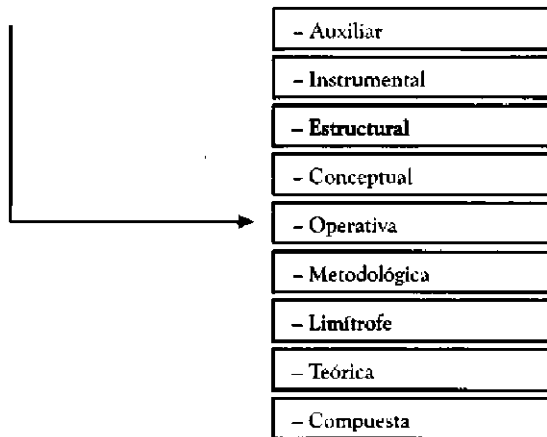 – Auxiliar
– Instrumental
– Estructural
– Conceptual
– Operativa
– Metodológica
– Limítrofe
– Teórica
– Compuesta